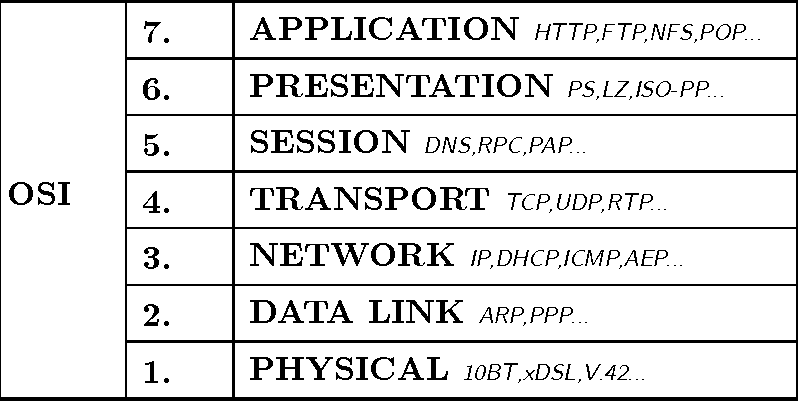 7. APPLICATION HTTP,FTP,NFS,POP...
6. PRESENTATION PS,LZ,ISO-PP...
5. SESSION DNS,RPC,PAP...
OSI 4. TRANSPORT TCP,UDP,RTP...
3. NETWORK IP,DHCP,ICMP,AEP...
2. DATA LINK ARP,PPP...
1. PHYSICAL 10BT,xDSL,V.42...